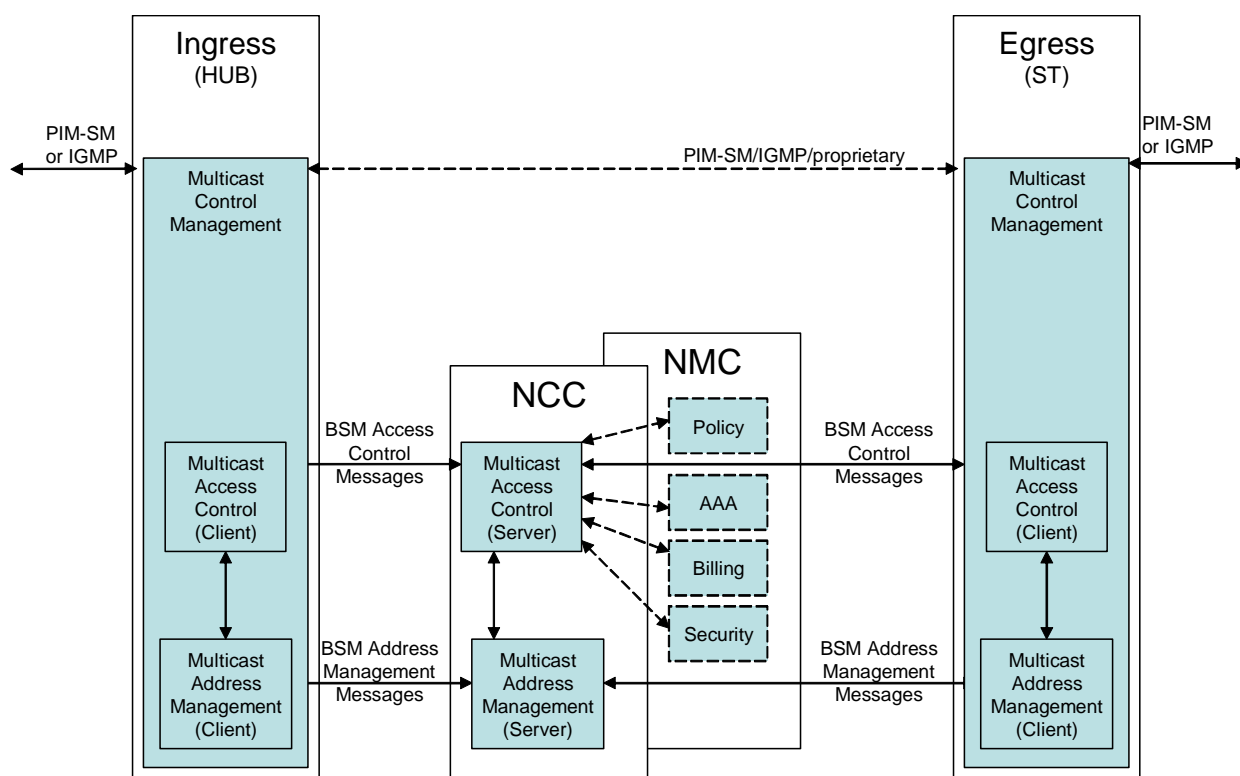 Ingress
(HUB)
Egress
(ST)
PIM-SM
or IGMP
PIM-SM/IGMP/proprietary
PIM-SM
or IGMP
Multicast
Control
Management
Multicast
Control
Management
NMC
NCC
Policy
AAA
Billing
Security
BSM Access
Control
Messages
BSM Access
Control
Messages
Multicast
Access
Control
(Client)
Multicast
Access
Control
(Server)
Multicast
Access
Control
(Client)
BSM Address
Management
Messages
BSM Address
Management
Messages
Multicast
Address
Management
(Client)
Multicast
Address
Management
(Server)
Multicast
Address
Management
(Client)